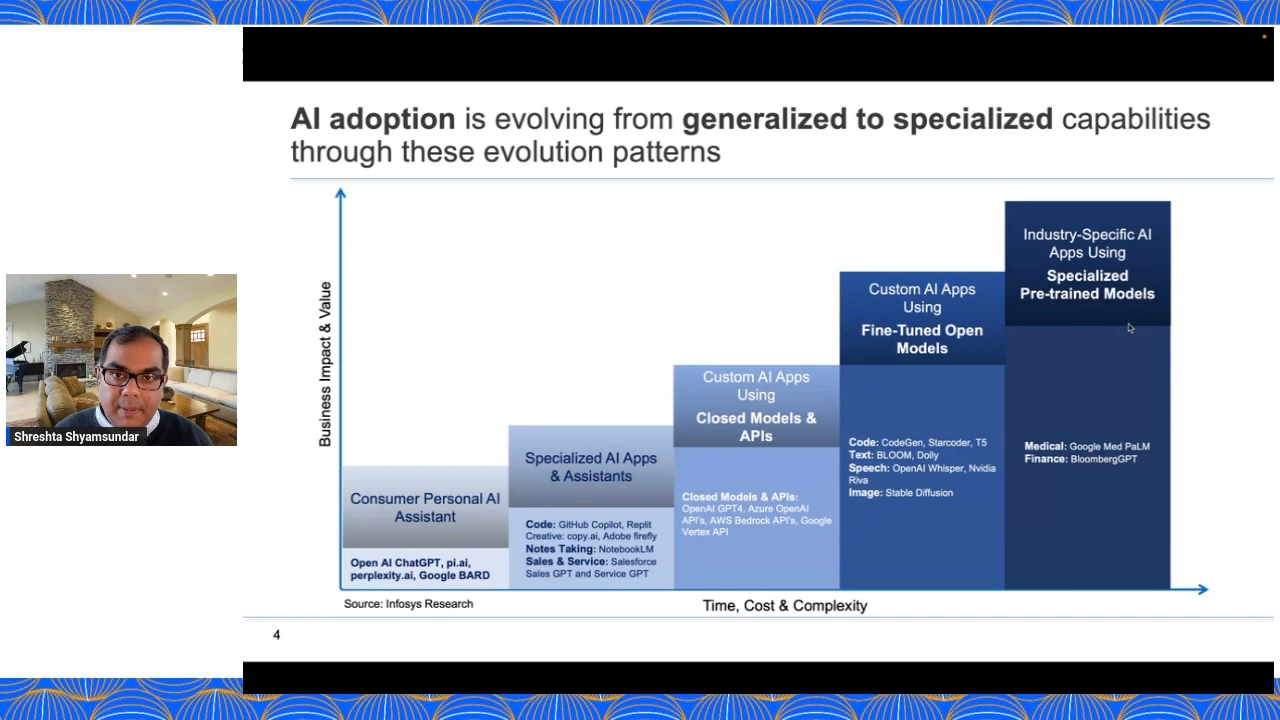 AI adoption is evolving from generalized to specialized capabilities
through these evolution patterns
Business Impact & Value
Consumer Personal AI
Assistant
Open AI ChatGPT, pi.ai,
perplexity.ai, Google BARD
Specialized AI Apps
& Assistants
Code: GitHub Copilot, Replit
Creative: copy.ai, Adobe firefly
Notes Taking: NotebookLM
Sales & Service: Salesforce
Sales GPT and Service GPT
Custom AI Apps
Using
Closed Models &
APIs
Closed Models & APIs:
OpenAI GPT4, Azure OpenAI
API's, AWS Bedrock API's, Google
Vertex API
Custom AI Apps
Using
Fine-Tuned Open
Models
Code: CodeGen, Starcoder, T5
Text: BLOOM, Dolly
Speech: OpenAI Whisper, Nvidia
Riva
Image: Stable Diffusion
Industry-Specific AI
Apps Using
Specialized
Pre-trained Models
Medical: Google Med PaLM
Finance: BloombergGPT
Source: Infosys Research
Time, Cost & Complexity
4
Shreshta Shyamsundar